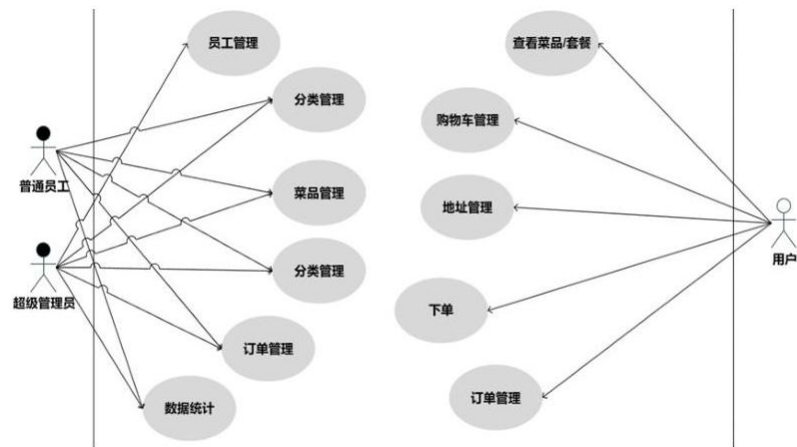 员工管理
查看菜品/套餐
分类管理
购物车管理
普通员工
菜品管理
地址管理
用户
分类管理
超级管理员
下单
订单管理
订单管理
数据统计